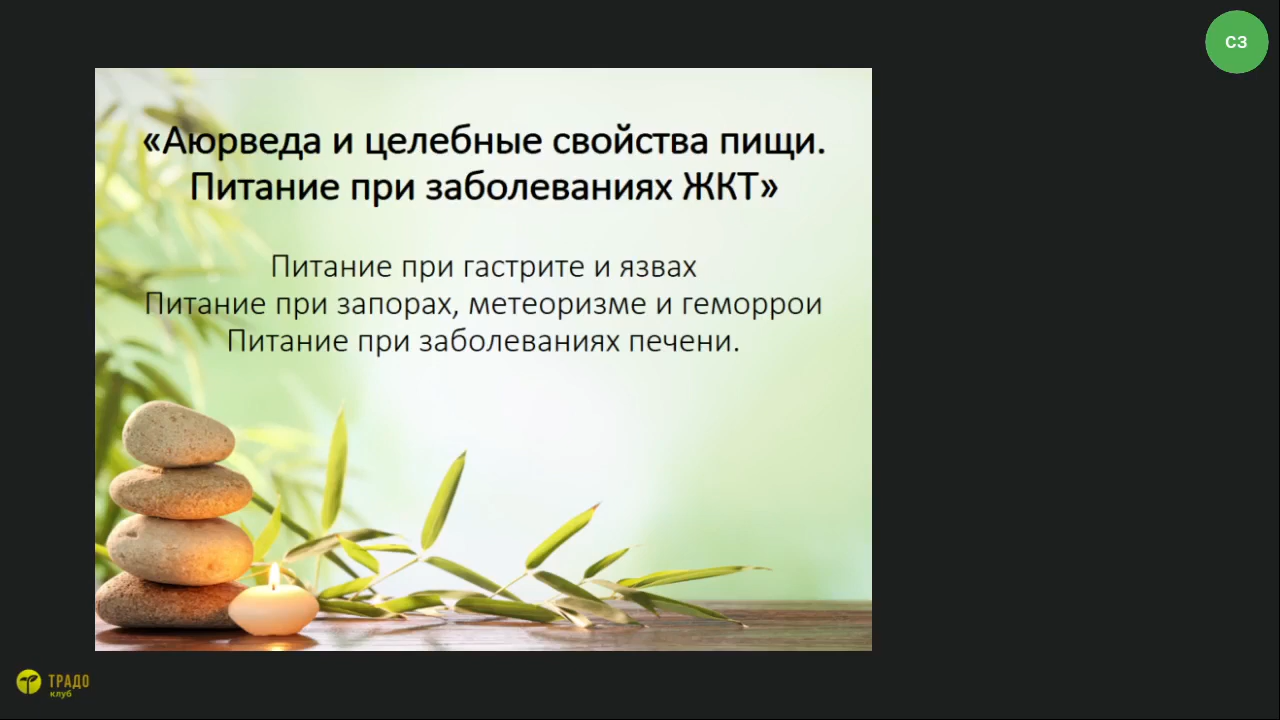 СЗ
«Аюрведа и целебные свойства пищи.
Питание при заболеваниях ЖКТ»
Питание при гастрите и язвах
Питание при запорах, метеоризме и геморрои
Питание при заболеваниях печени.
ТРАДО
клуб